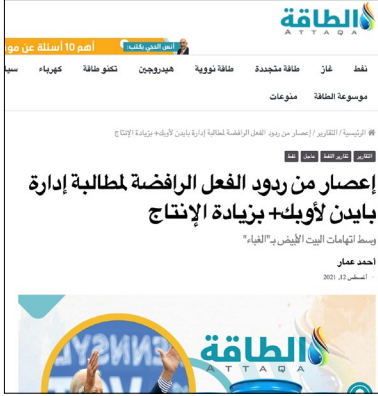 الطاقة
ATTAQA
أنس الحجي يكتب:
أهم 10 أسئلة عن مو
نفط غاز طاقة متجددة طاقة نووية هيدروجين تكنو طاقة كهرباء سيا
موسوعة الطاقة منوعات
الرئيسية / التقارير / إعصار من ردود الفعل الرافضة لمطالبة إدارة بايدن لأوبك+ بزيادة الإنتاج
التقارير تقارير النفط عاجل نفط
إعصار من ردود الفعل الرافضة لمطالبة إدارة
بايدن لأوبك+ بزيادة الإنتاج
وسط اتهامات البيت الأبيض بـ"الغباء"
أحمد عمار
أغسطس 12, 2021
PENNSYL
الطاقة
ATTAQA